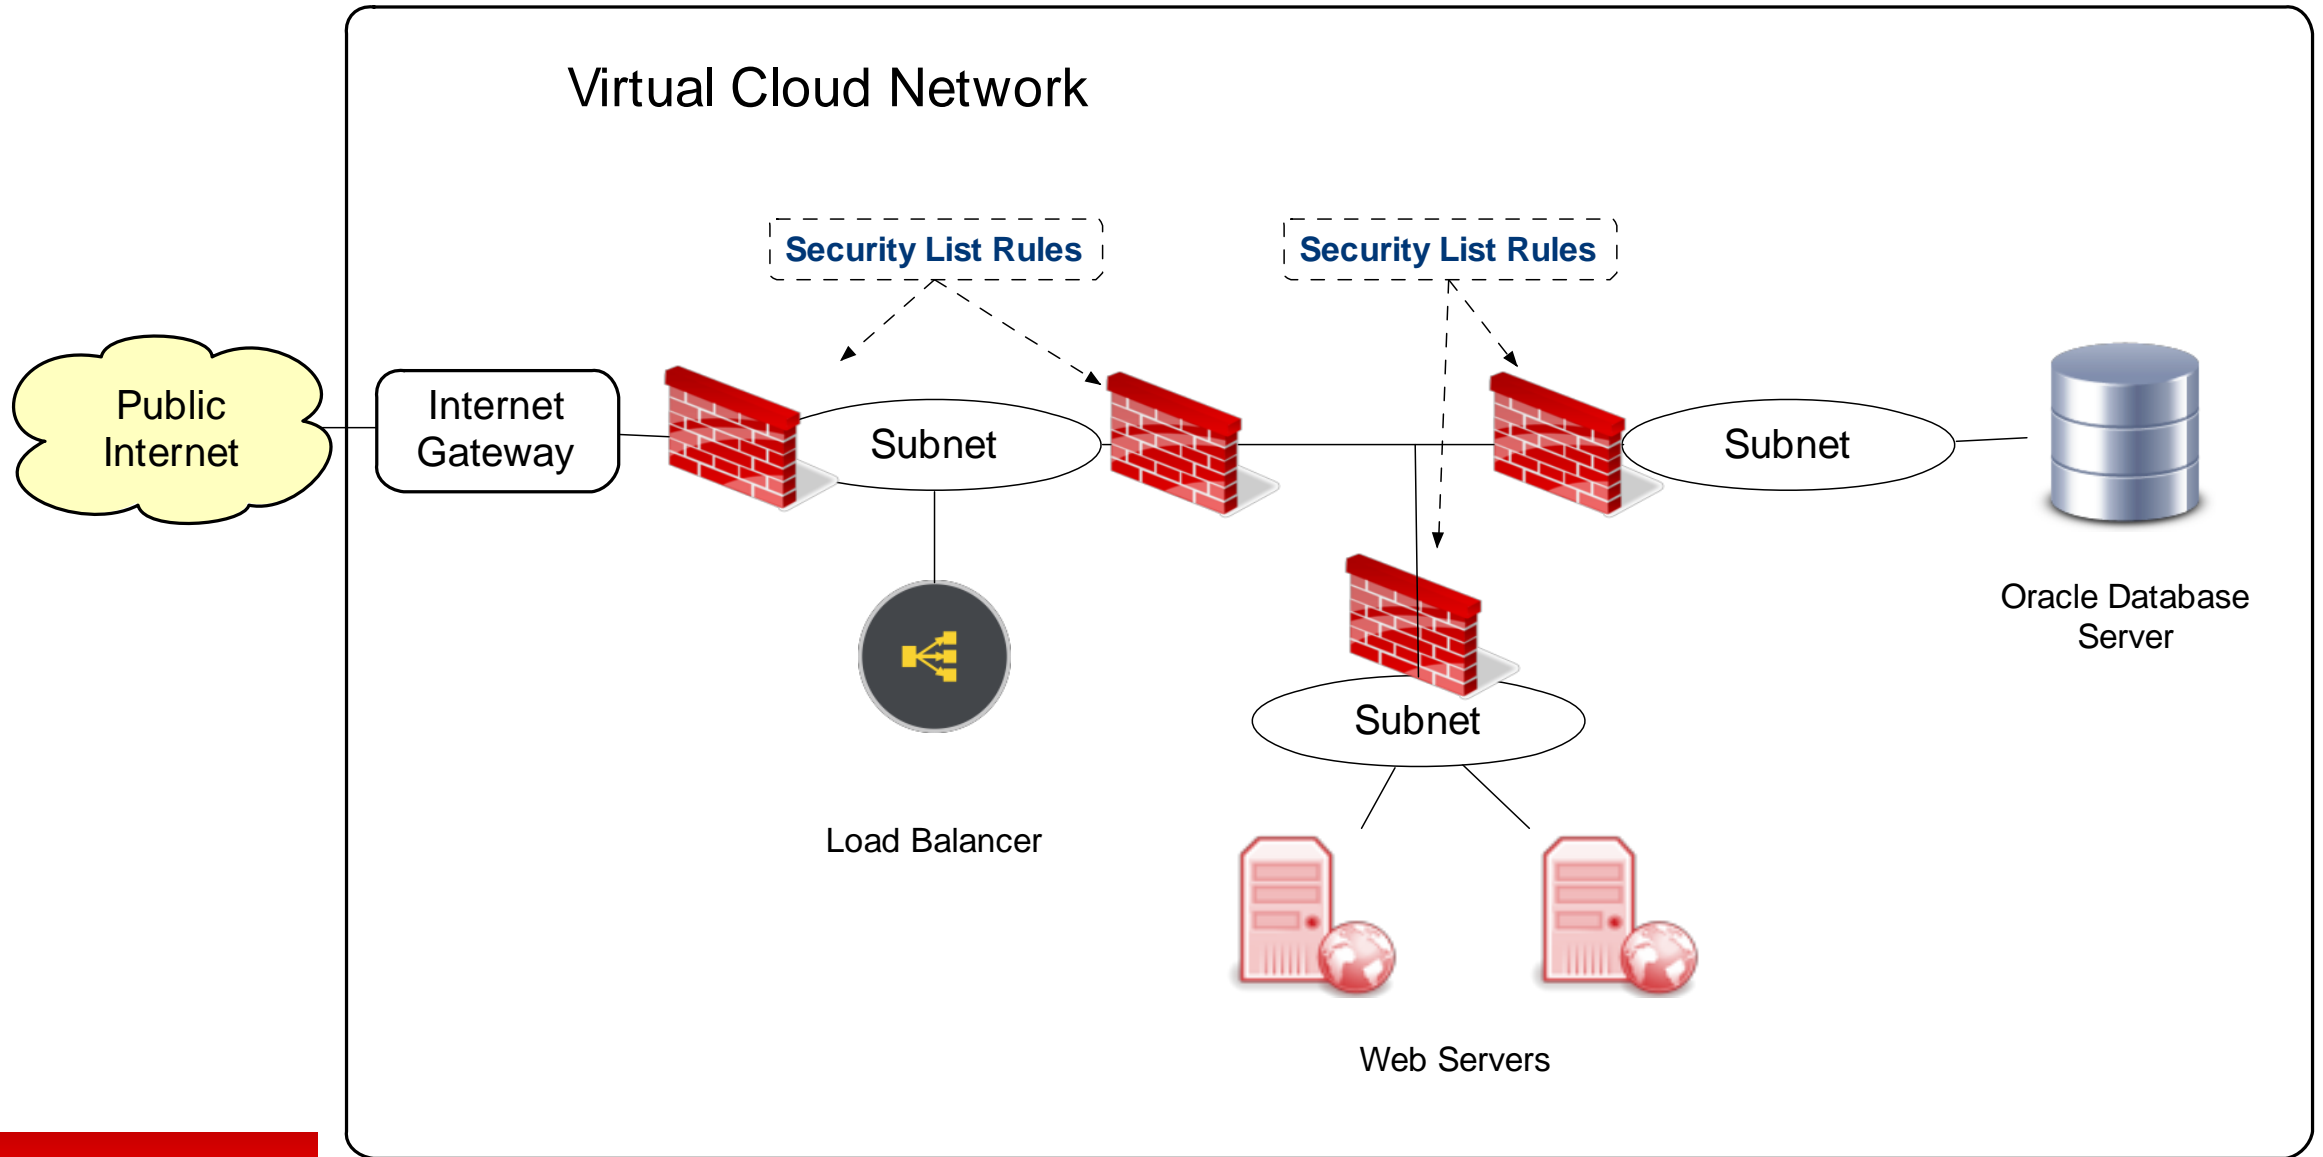 Virtual Cloud Network
Security List Rules
Security List Rules
Public
Internet
Internet
Gateway
Subnet
Subnet
Oracle Database
Server
Subnet
Load Balancer
Web Servers